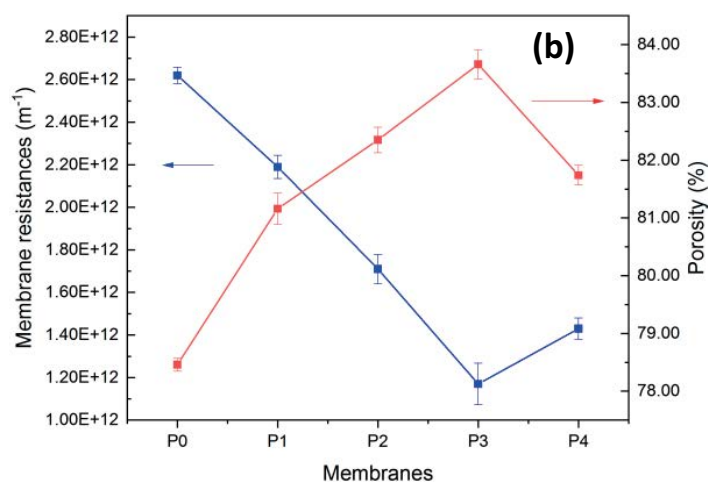 (b)
Membrane resistances (m⁻¹)
2.80E+12
2.60E+12
2.40E+12
2.20E+12
2.00E+12
1.80E+12
1.60E+12
1.40E+12
1.20E+12
1.00E+12
84.00
83.00
82.00
81.00
80.00
79.00
78.00
Porosity (%)
P0 P1 P2 P3 P4
Membranes